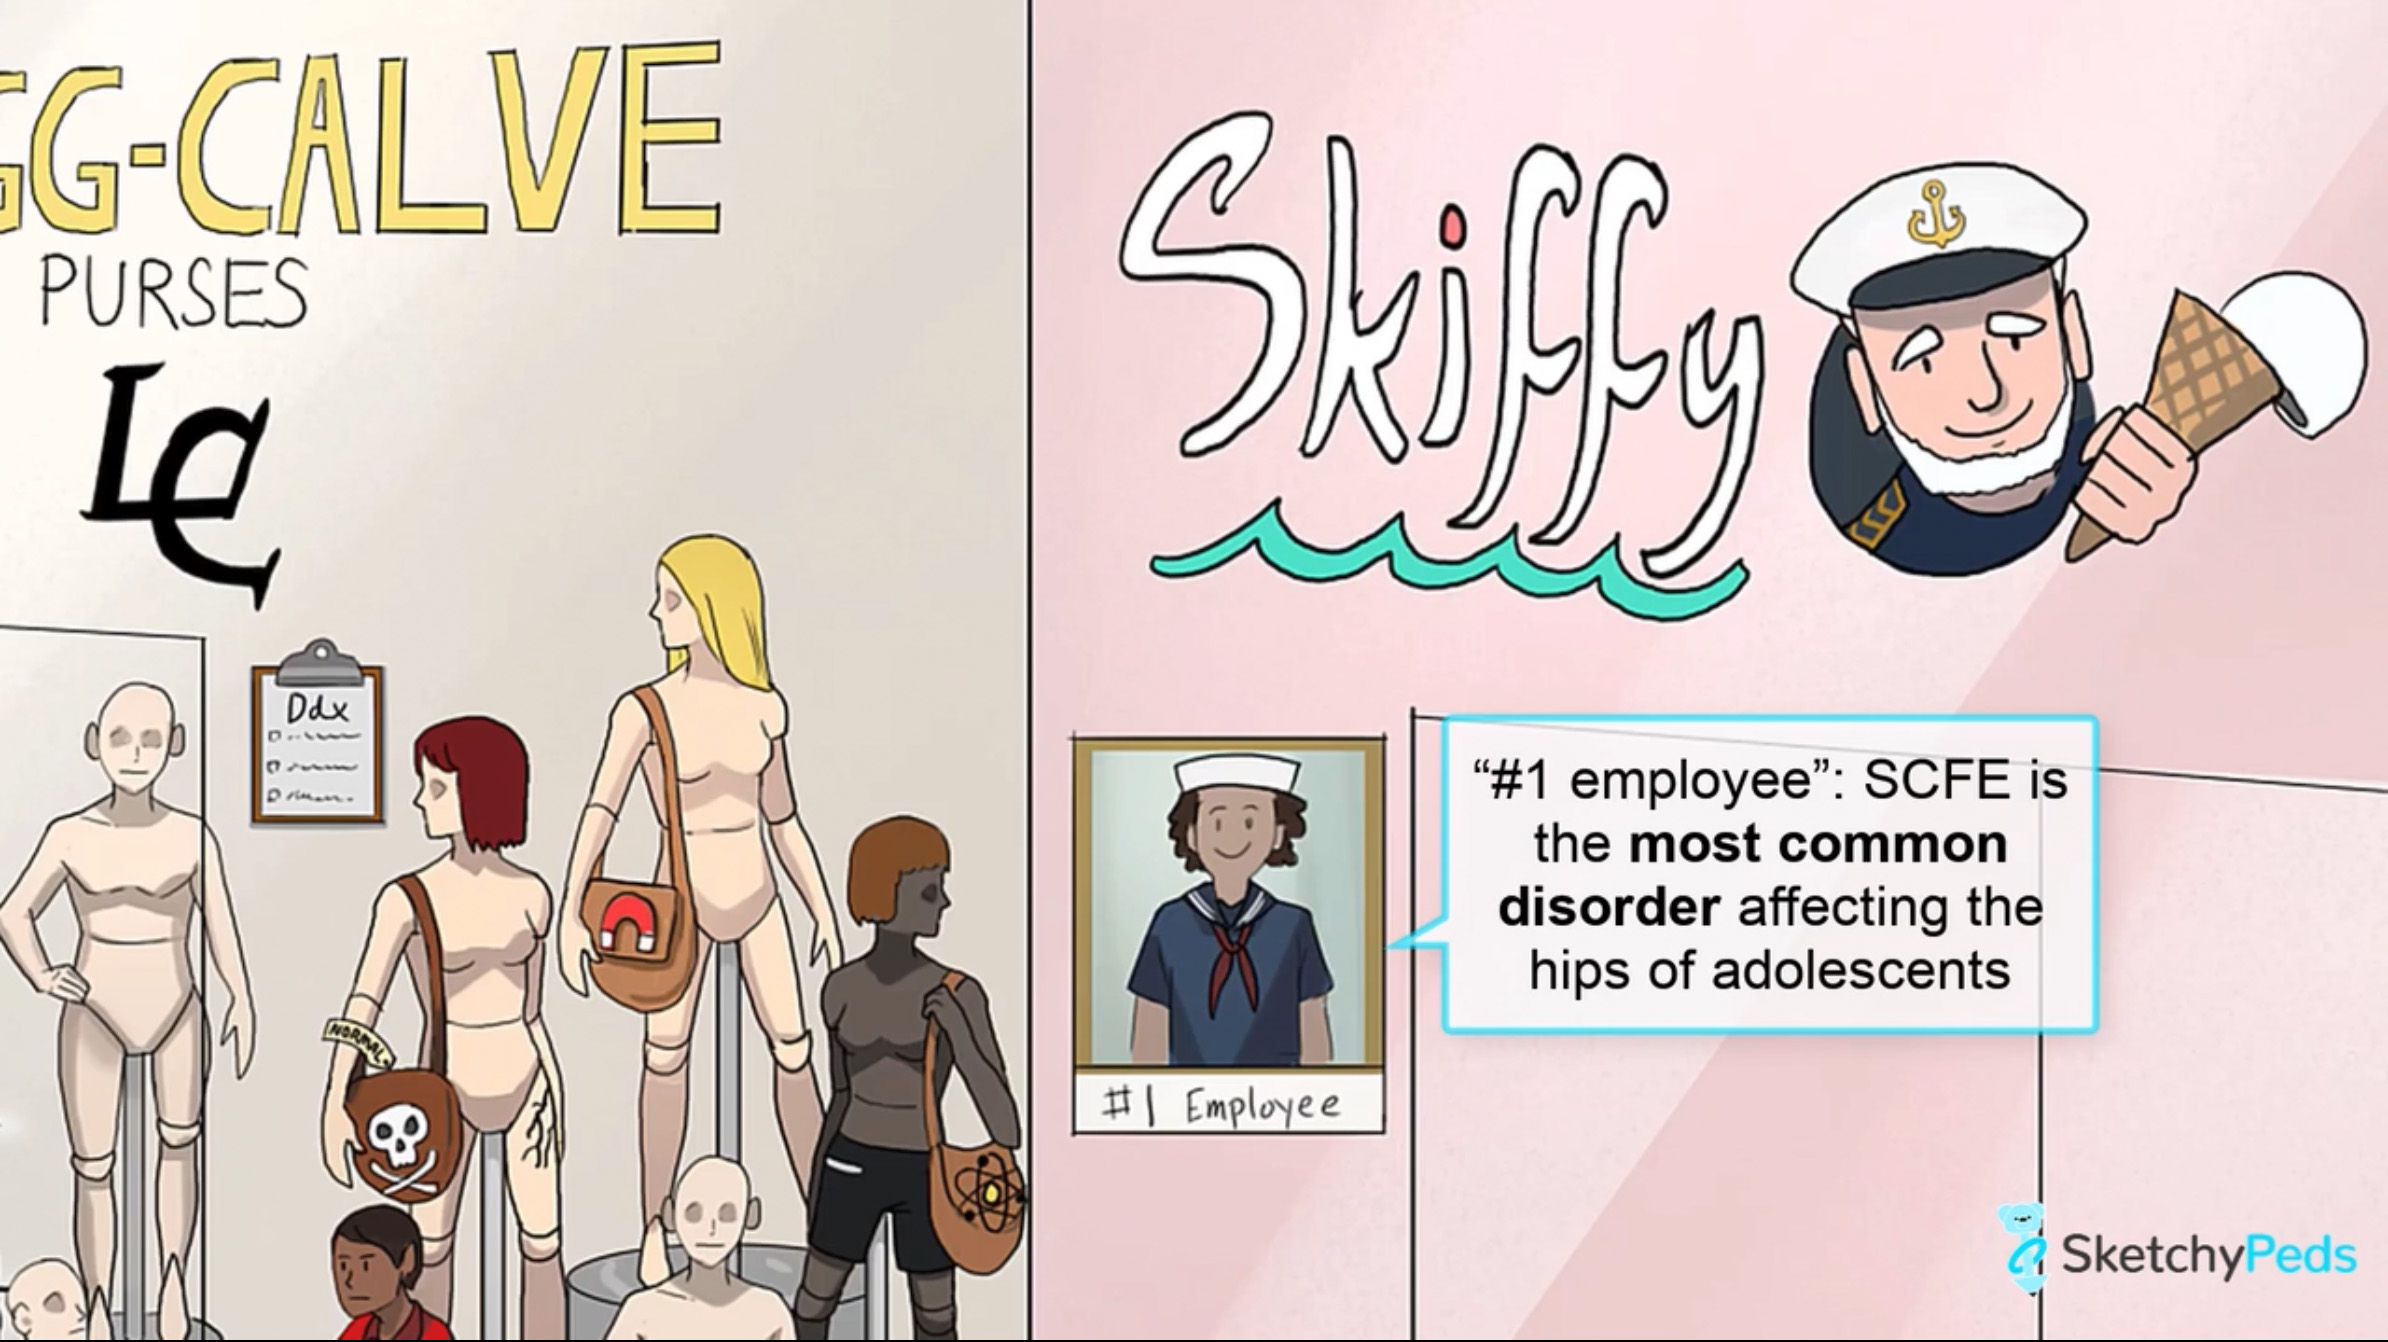 GG-CALVE
PURSES
LC
Ddx
NORMAL
Skiffy
#1 Employee
“#1 employee”: SCFE is
the most common
disorder affecting the
hips of adolescents
SketchyPeds